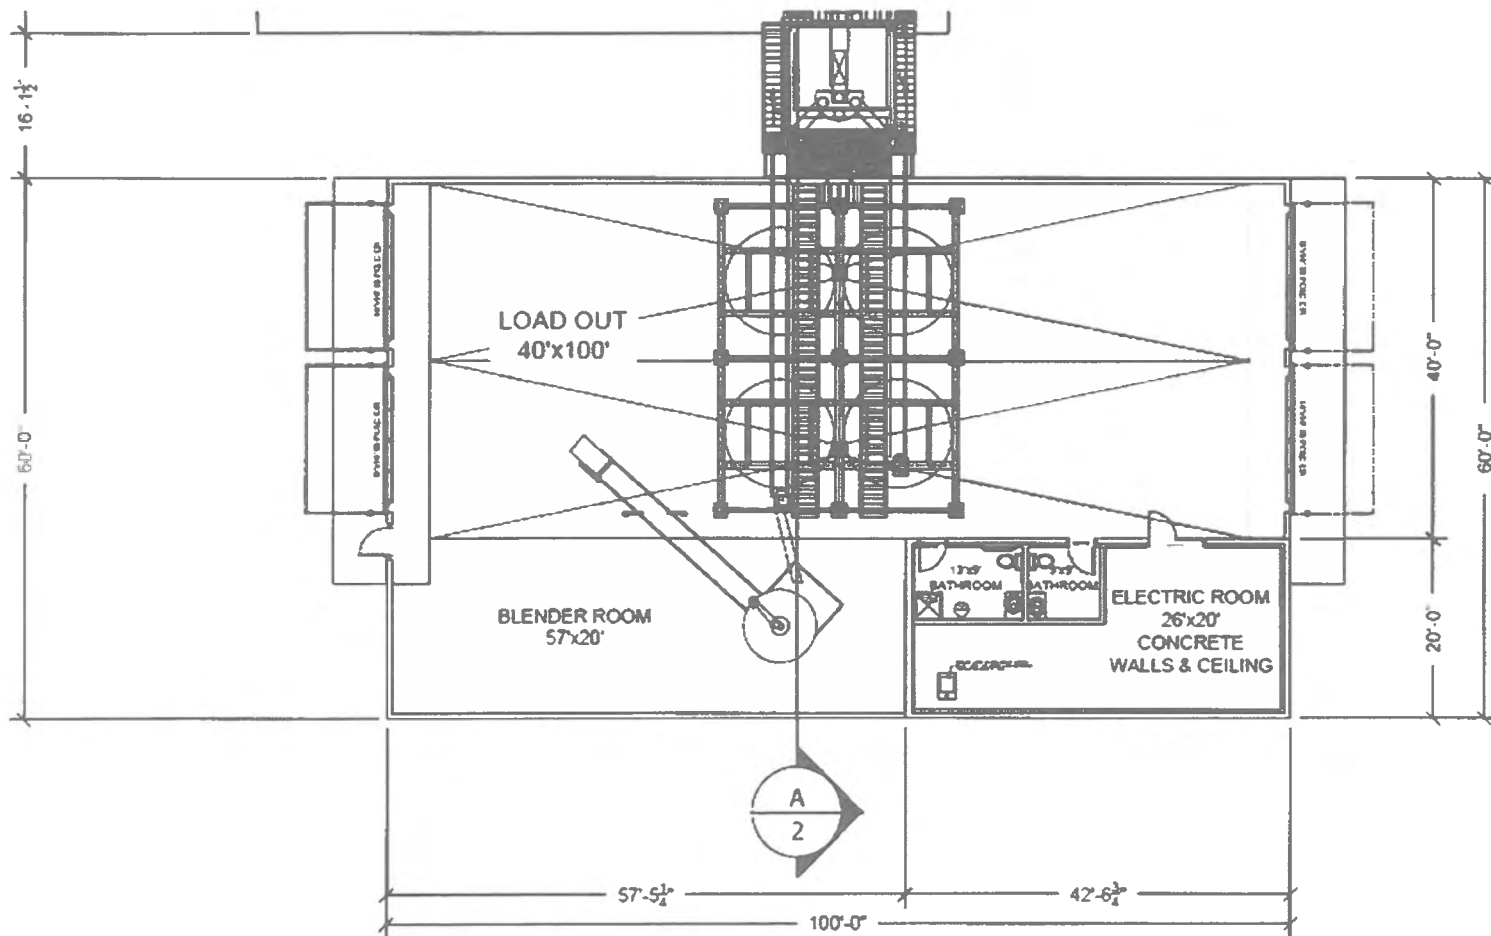 16'-1½"
LOAD OUT
40'x100'
40'-0"
60'-0"
60'-0"
BATHROOM
BATHROOM
BLENDER ROOM
57'x20'
ELECTRIC ROOM
26'x20'
CONCRETE
WALLS & CEILING
20'-0"
A
2
57'-5¼"
42'-6¾"
100'-0"